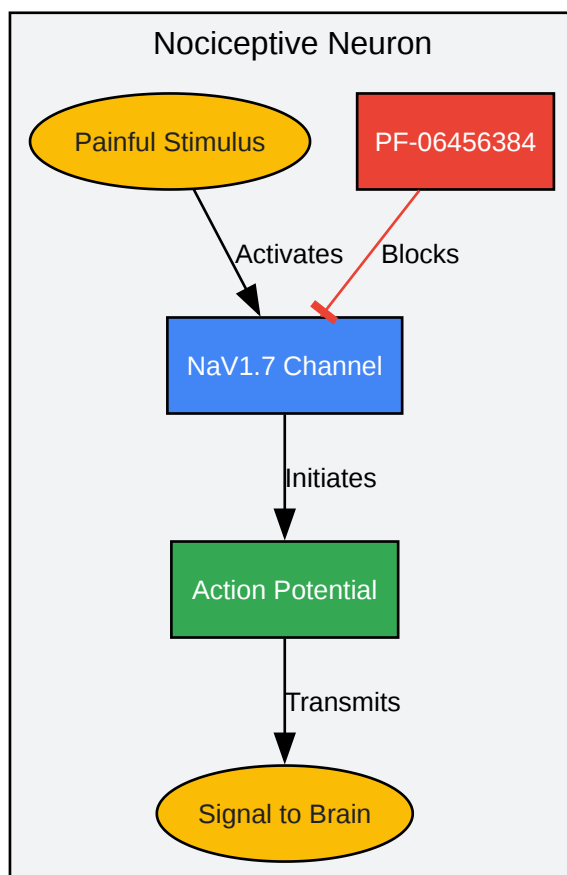 Nociceptive Neuron
Painful Stimulus
PF-06456384
Activates
Blocks
NaV1.7 Channel
Initiates
Action Potential
Transmits
Signal to Brain